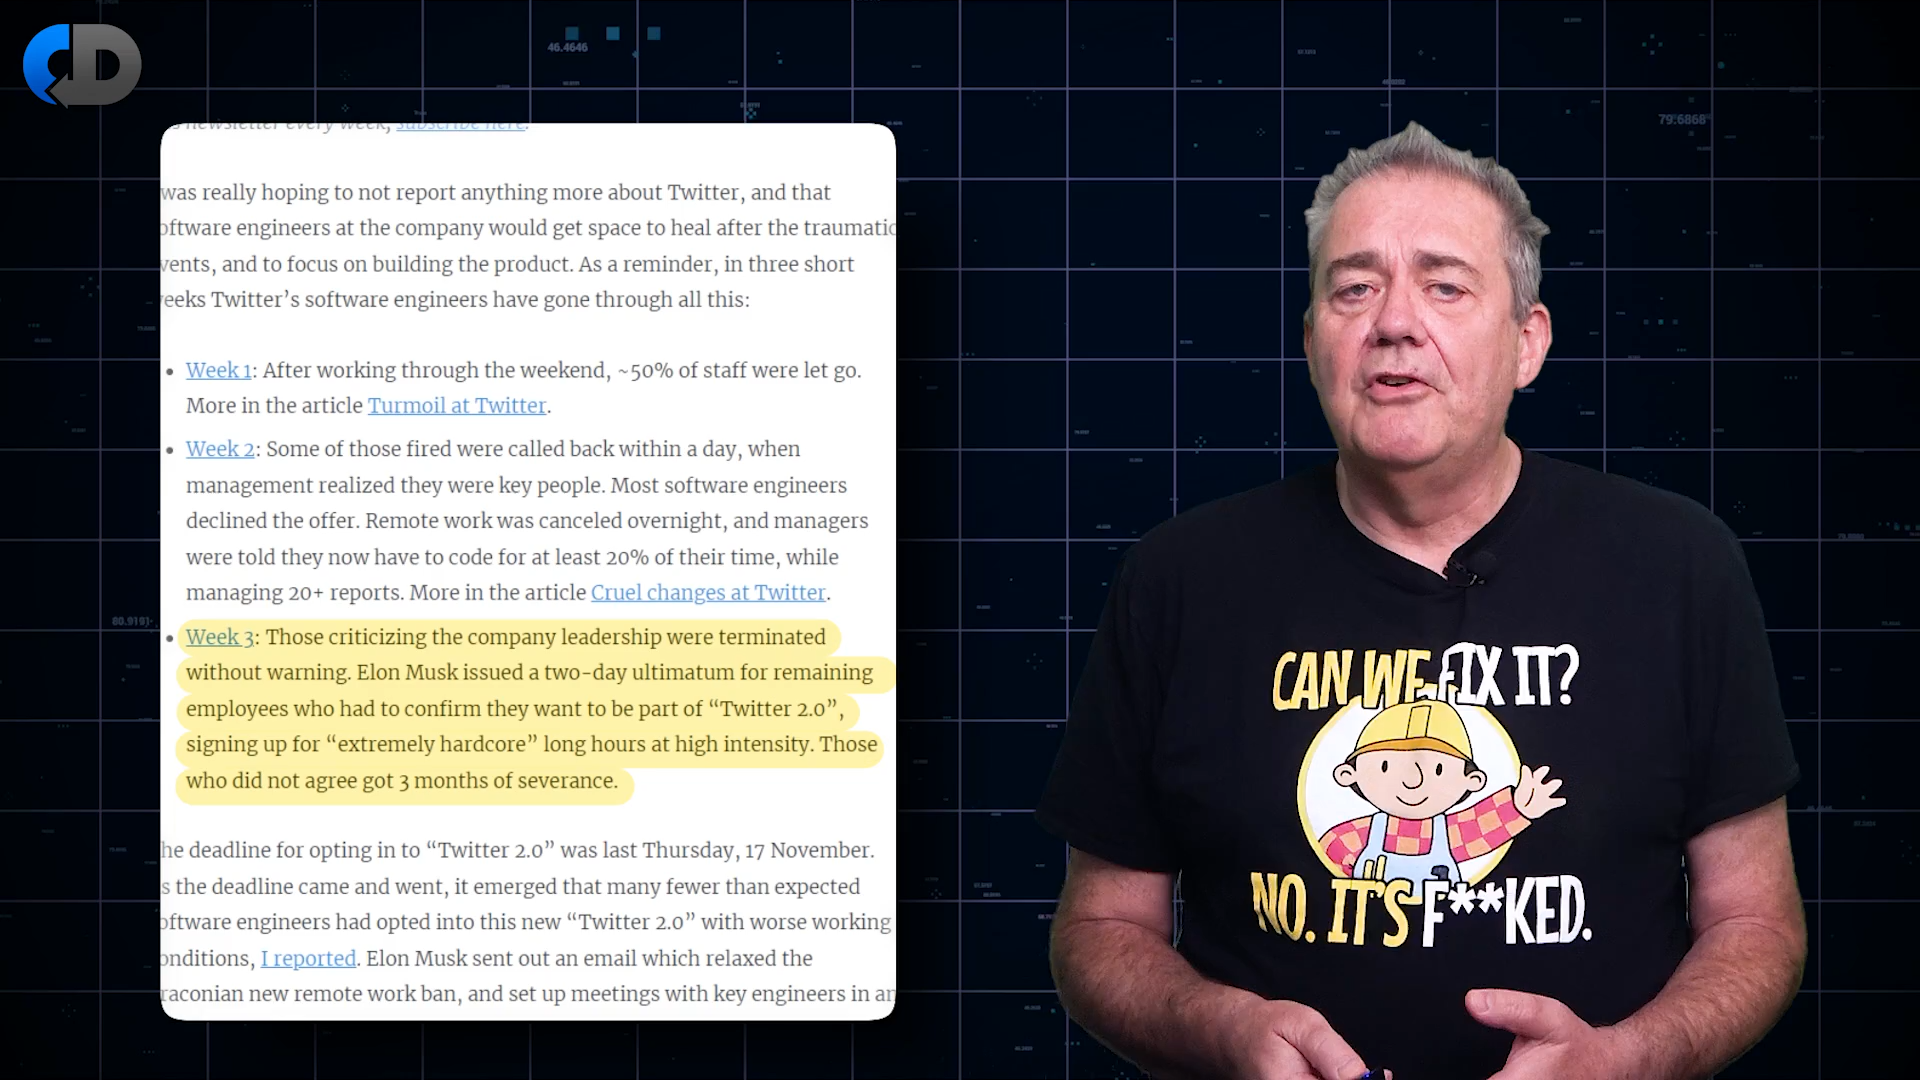 CD
46.4646
79.6868
80.919)
s newsletter every week, subscribe here.
was really hoping to not report anything more about Twitter, and that
oftware engineers at the company would get space to heal after the traumatic
vents, and to focus on building the product. As a reminder, in three short
eeks Twitter’s software engineers have gone through all this:
• Week 1: After working through the weekend, ~50% of staff were let go.
More in the article Turmoil at Twitter.
• Week 2: Some of those fired were called back within a day, when
management realized they were key people. Most software engineers
declined the offer. Remote work was canceled overnight, and managers
were told they now have to code for at least 20% of their time, while
managing 20+ reports. More in the article Cruel changes at Twitter.
• Week 3: Those criticizing the company leadership were terminated
without warning. Elon Musk issued a two-day ultimatum for remaining
employees who had to confirm they want to be part of “Twitter 2.0”,
signing up for “extremely hardcore” long hours at high intensity. Those
who did not agree got 3 months of severance.
he deadline for opting in to “Twitter 2.0” was last Thursday, 17 November.
s the deadline came and went, it emerged that many fewer than expected
oftware engineers had opted into this new “Twitter 2.0” with worse working
onditions, I reported. Elon Musk sent out an email which relaxed the
raconian new remote work ban, and set up meetings with key engineers in an
CAN WE FIX IT?
NO. IT'S F**KED.